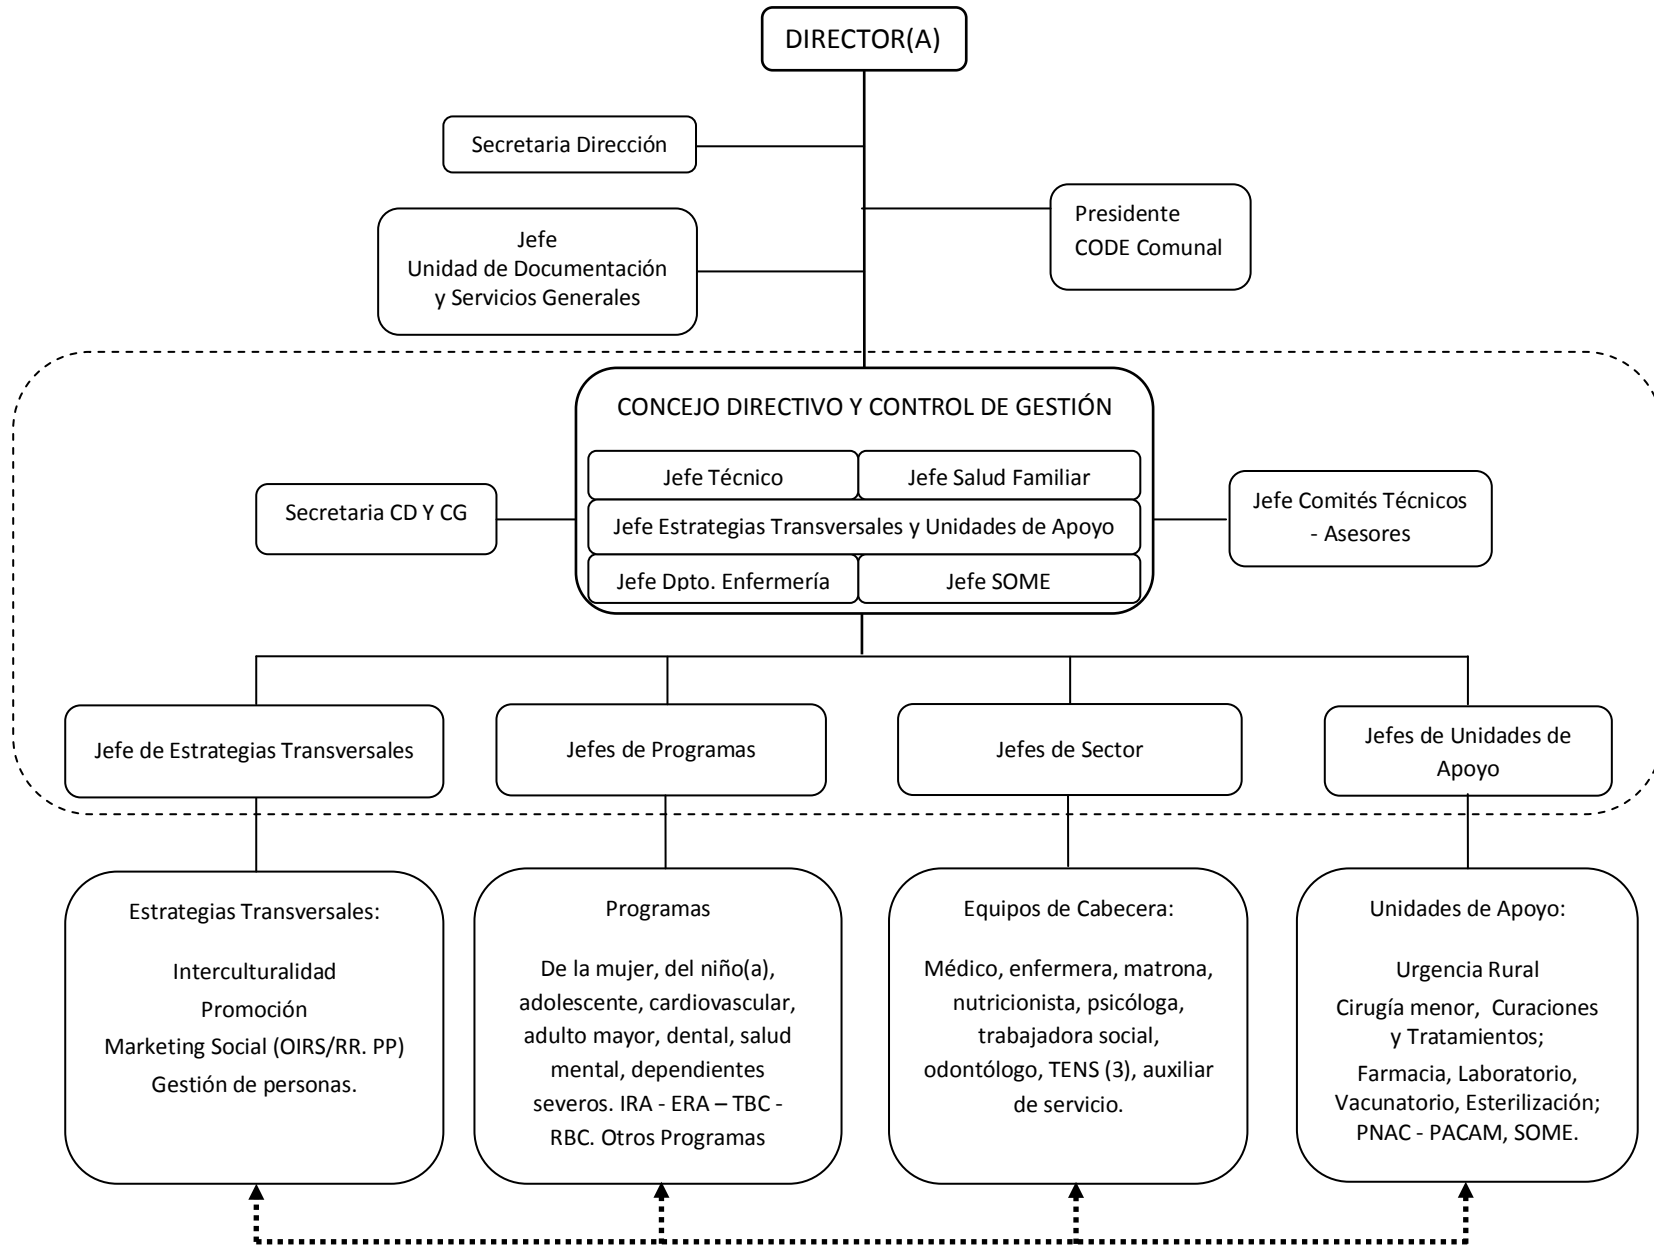 DIRECTOR(A)
Secretaria Dirección
Presidente
CODE Comunal
Jefe
Unidad de Documentación
y Servicios Generales
CONCEJO DIRECTIVO Y CONTROL DE GESTIÓN
Jefe Técnico
Jefe Salud Familiar
Jefe Estrategias Transversales y Unidades de Apoyo
Jefe Dpto. Enfermería
Jefe SOME
Secretaria CD Y CG
Jefe Comités Técnicos
- Asesores
Jefe de Estrategias Transversales
Jefes de Programas
Jefes de Sector
Jefes de Unidades de
Apoyo
Estrategias Transversales:
Interculturalidad
Promoción
Marketing Social (OIRS/RR. PP)
Gestión de personas.
Programas
De la mujer, del niño(a),
adolescente, cardiovascular,
adulto mayor, dental, salud
mental, dependientes
severos. IRA - ERA – TBC -
RBC. Otros Programas
Equipos de Cabecera:
Médico, enfermera, matrona,
nutricionista, psicóloga,
trabajadora social,
odontólogo, TENS (3), auxiliar
de servicio.
Unidades de Apoyo:
Urgencia Rural
Cirugía menor, Curaciones
y Tratamientos;
Farmacia, Laboratorio,
Vacunatorio, Esterilización;
PNAC - PACAM, SOME.